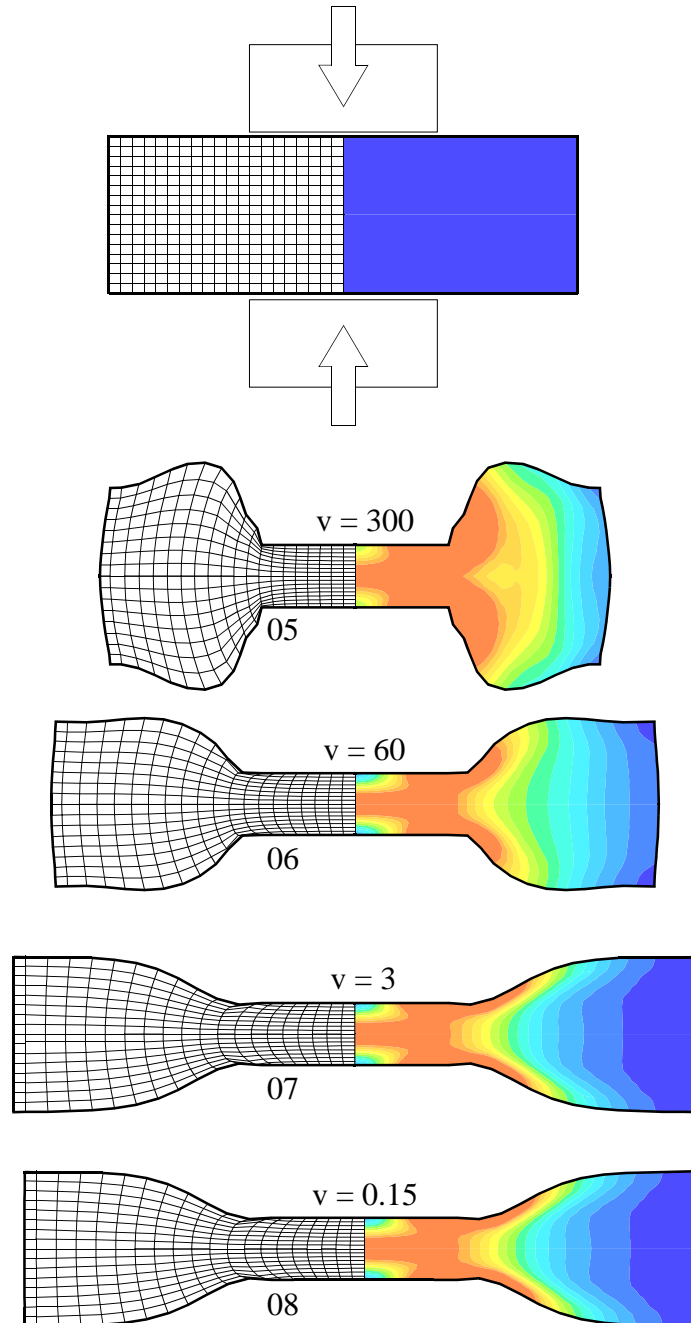 v = 300
05
v = 60
06
v = 3
07
v = 0.15
08